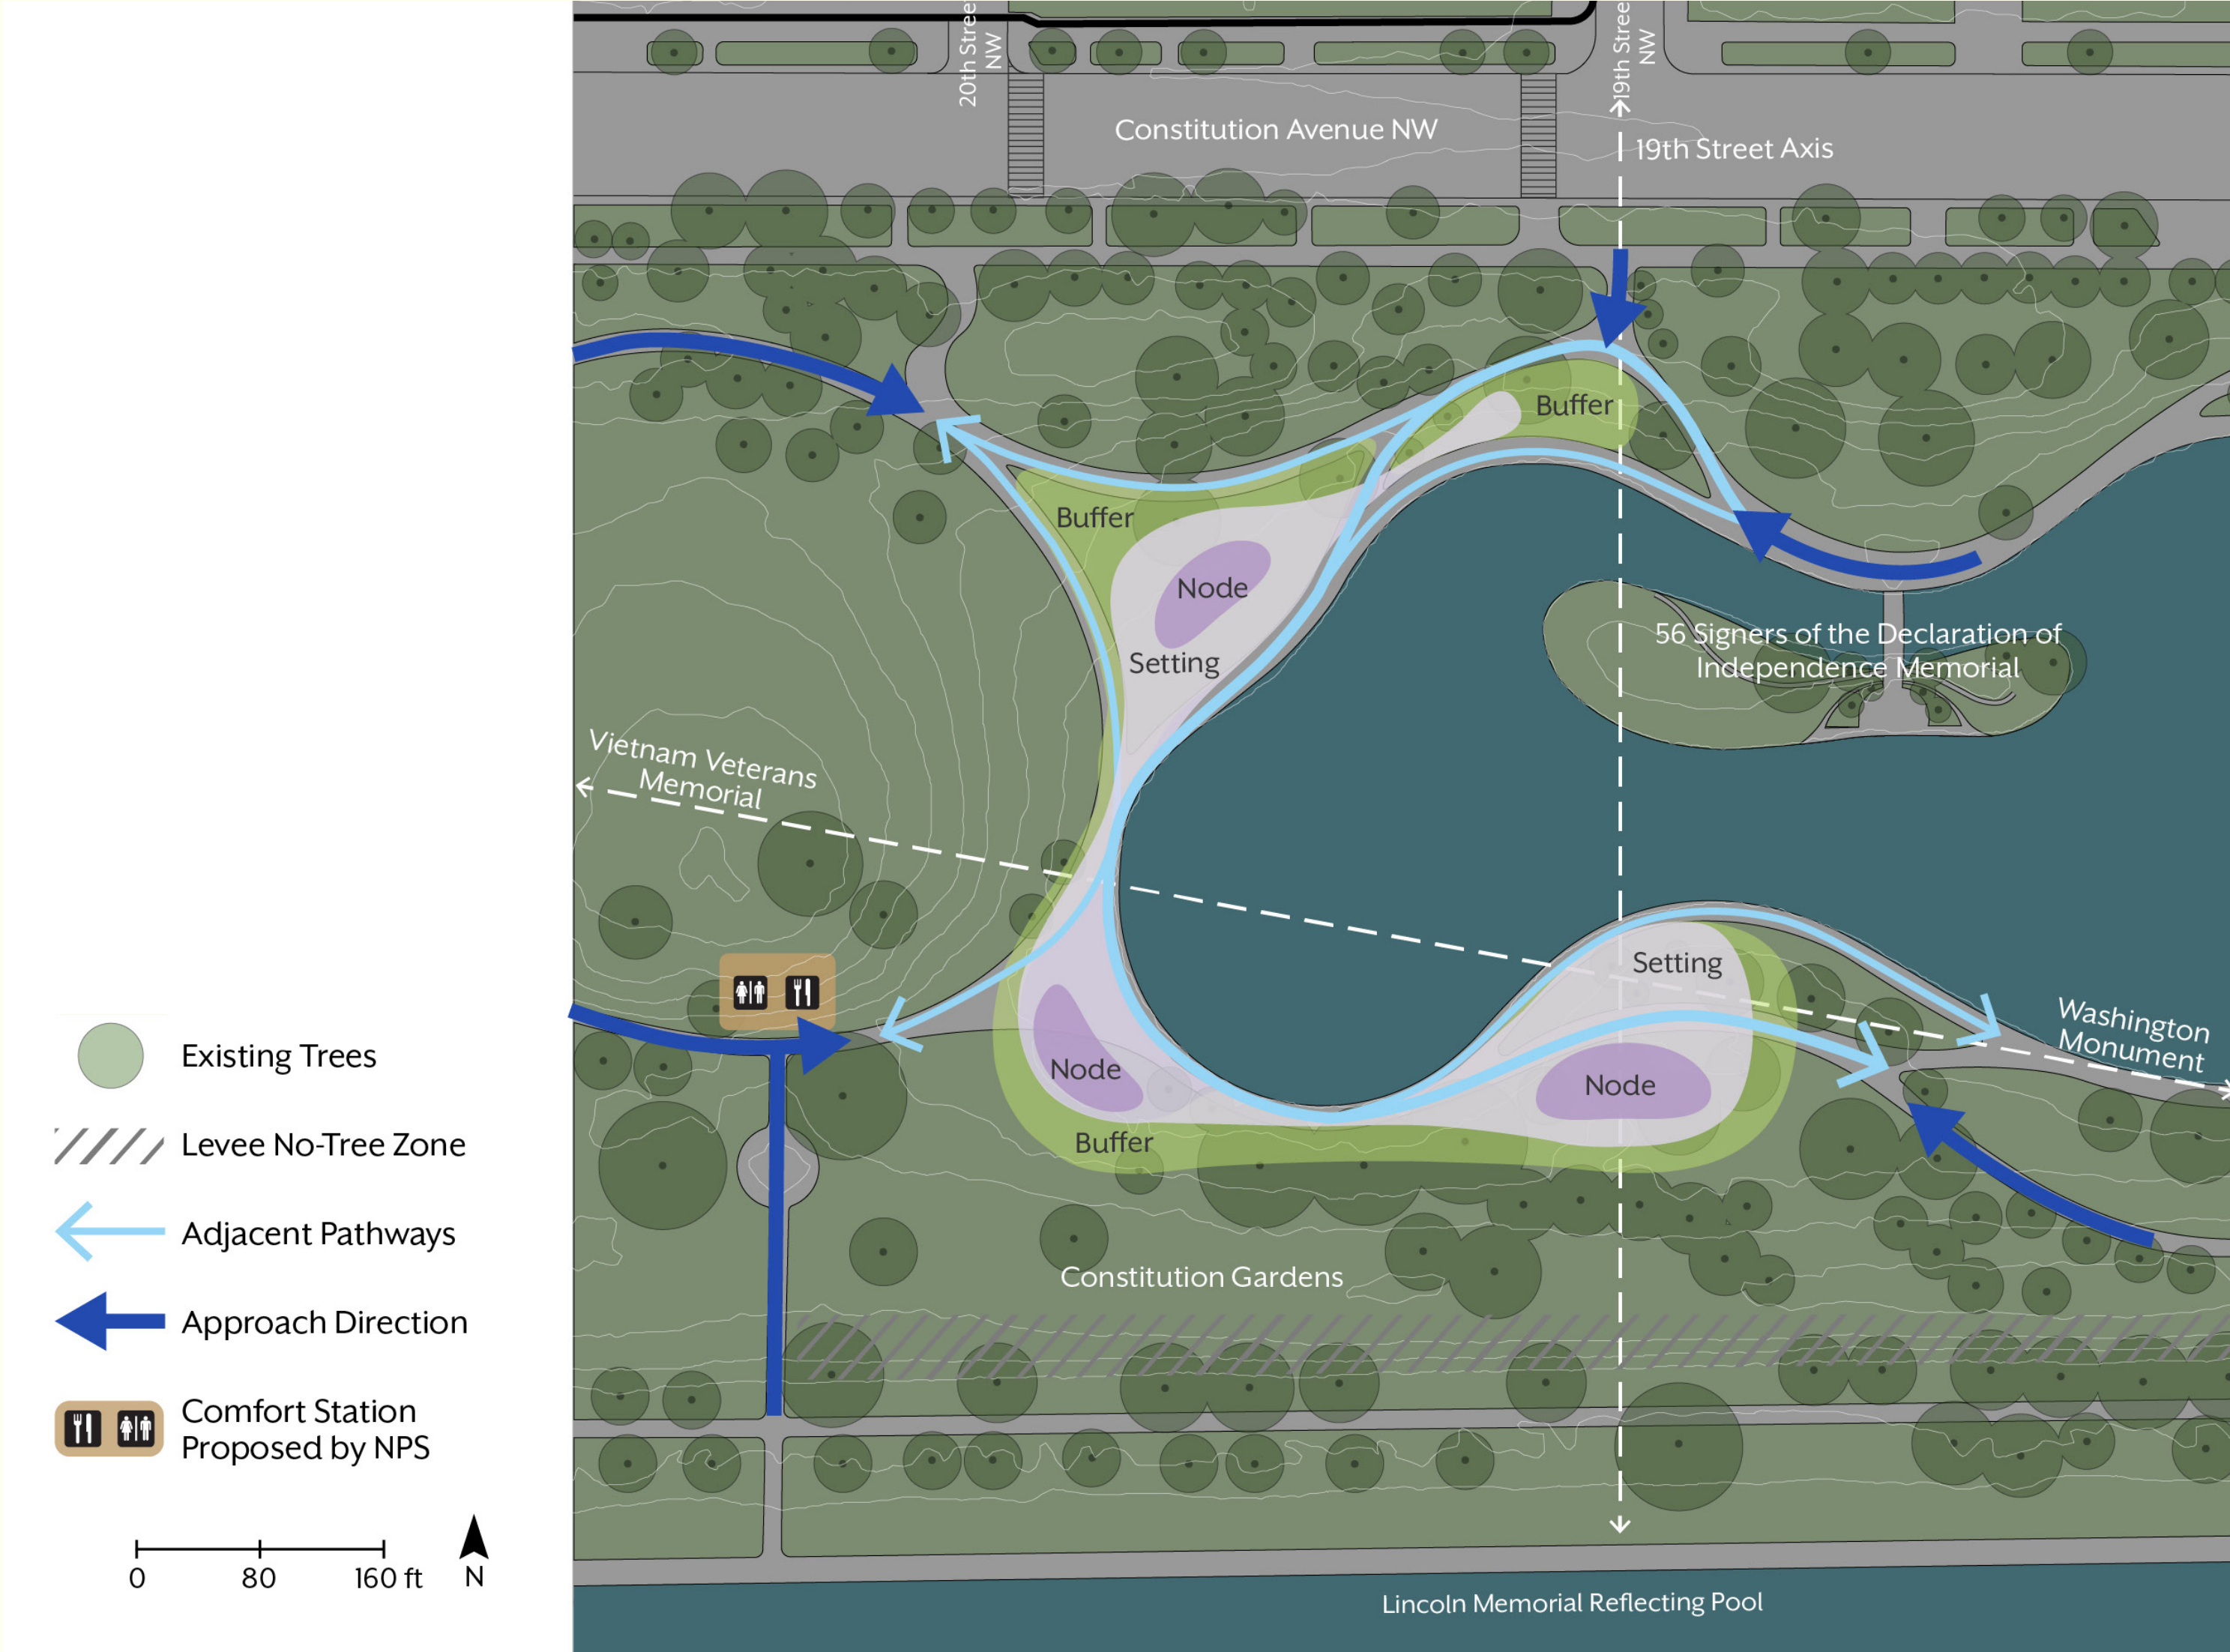 20th Stree
NW
19th Stree
NW
Constitution Avenue NW
19th Street Axis
Buffer
Buffer
Node
Setting
56 Signers of the Declaration of
Independence Memorial
Vietnam Veterans
Memorial
Setting
Washington
Monument
Node
Node
Buffer
Constitution Gardens
Lincoln Memorial Reflecting Pool
Existing Trees
Levee No-Tree Zone
Adjacent Pathways
Approach Direction
Comfort Station
Proposed by NPS
0 80 160 ft
N